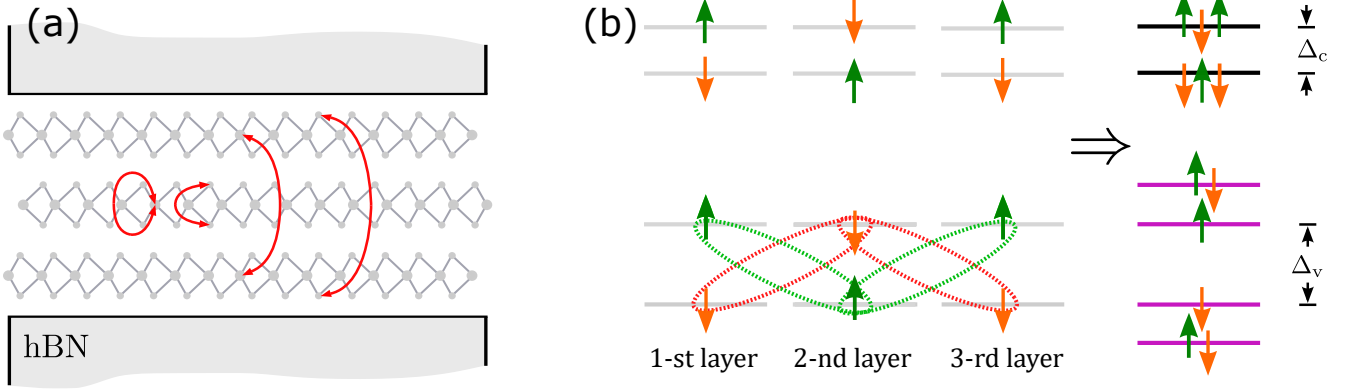 (a)
hBN
(b)
Δc
Δv
1-st layer 2-nd layer 3-rd layer